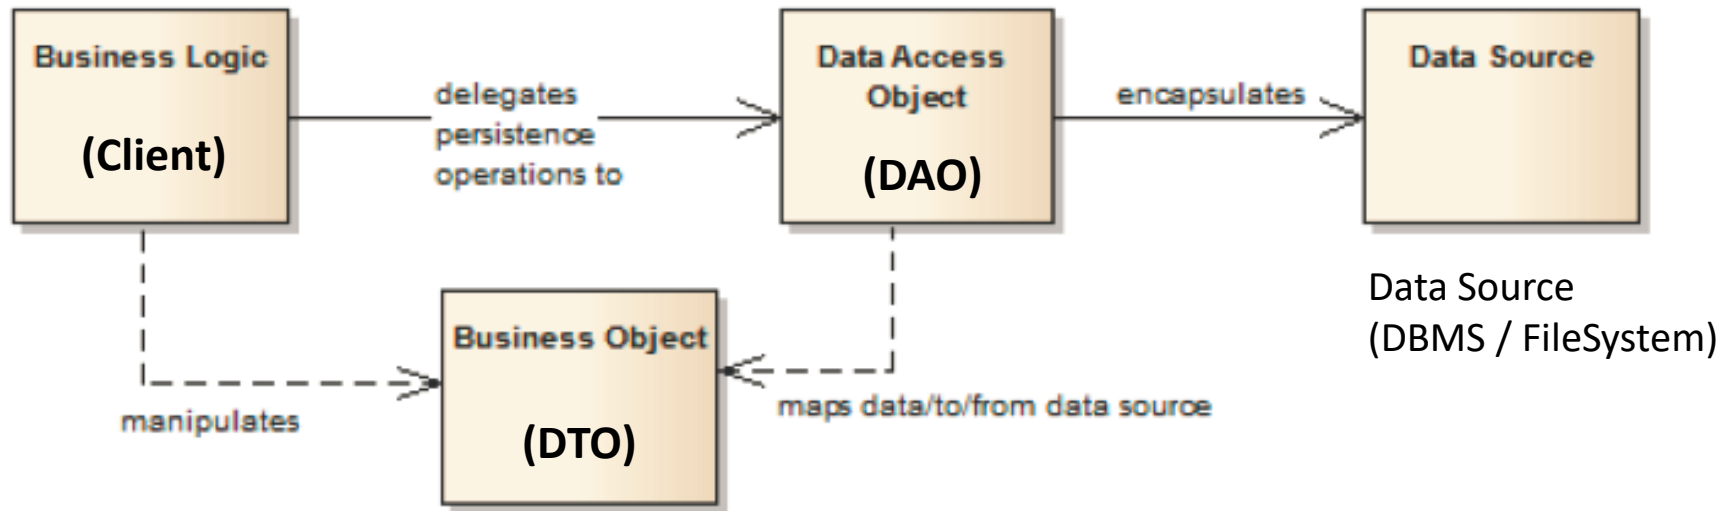 Business Logic
(Client)
delegates
persistence
operations to
Data Access
Object
(DAO)
encapsulates
Data Source
Data Source
(DBMS / FileSystem)
manipulates
Business Object
(DTO)
maps data/to/from data source